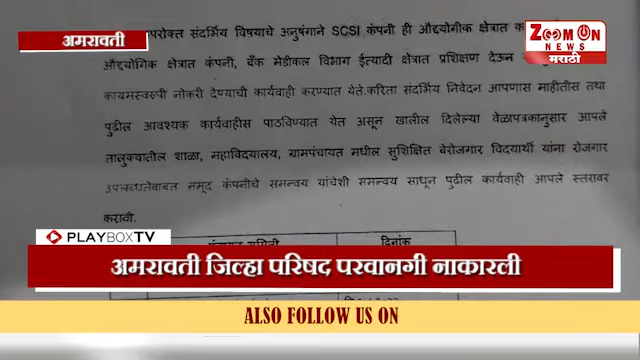 अमरावती
ZOOM ON
NEWS
मराठी
परोक्त संदर्भिय विषयाचे अनुषंगाने SCSI कंपनी ही औद्योगीक क्षेत्रात
औद्योगिक क्षेत्रात कंपनी, बँक मेडीकल विभाग ईत्यादी क्षेत्रात प्रशिक्षण देऊन
कायमस्वरुपी नोकरी देण्याची कार्यवाही करण्यात येते.करिता संदर्भिय निवेदन आपणास माहीतीस तथा
पुढील आवश्यक कार्यवाहीस पाठविण्यात येत असून खालील दिलेल्या वेळापत्रकानुसार आपले
तालुक्यातील शाळा, महाविदयालय, ग्रामपंचायत मधील सुशिक्षित बेरोजगार विदयार्थी यांना रोजगार
उपलब्धतेबाबत नमूद कंपनीचे समन्वय यांचेशी समन्वय साधून पुढील कार्यवाही आपले स्तरावर
करावी.
दिनांक
PLAYBOXTV
अमरावती जिल्हा परिषद परवानगी नाकारली
ALSO FOLLOW US ON